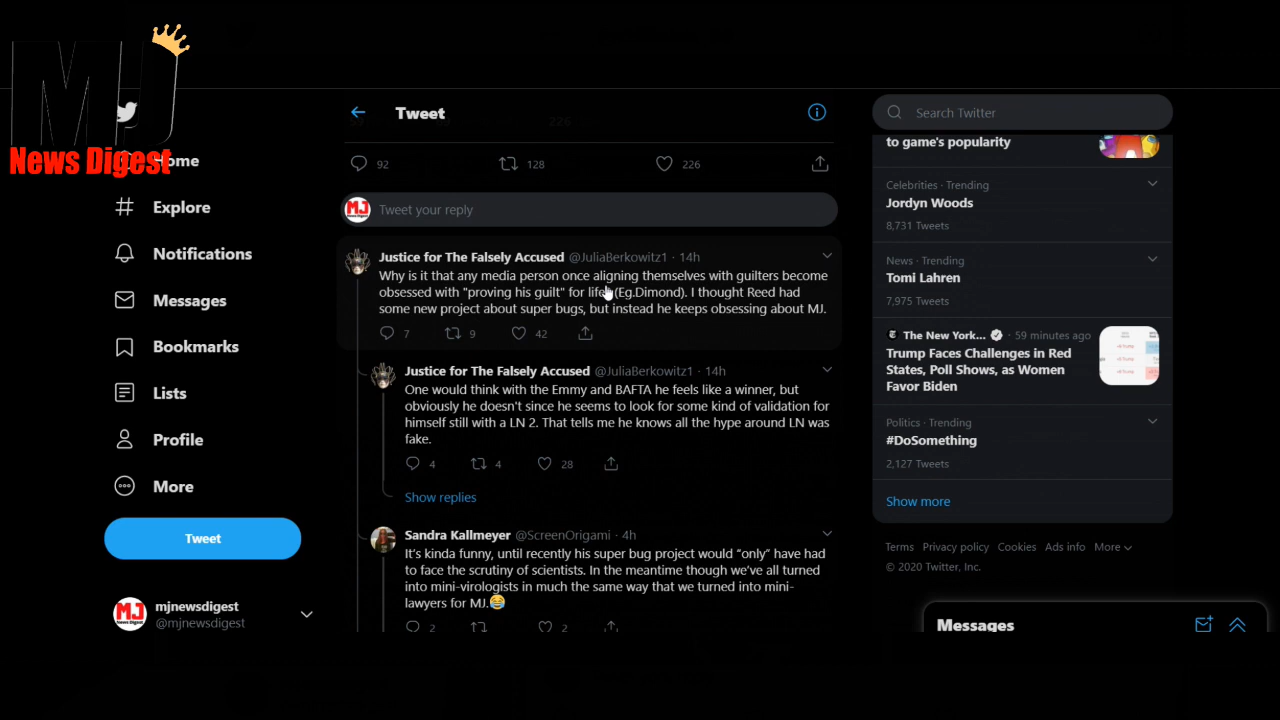 MJ
News Digest
Home
Explore
Notifications
Messages
Bookmarks
Lists
Profile
More
Tweet
mjnewsdigest
@mjnewsdigest
Tweet
92 128 226
Tweet your reply
Justice for The Falsely Accused @JuliaBerkowitz1 · 14h
Why is it that any media person once aligning themselves with guilters become
obsessed with "proving his guilt" for life (Eg.Dimond). I thought Reed had
some new project about super bugs, but instead he keeps obsessing about MJ.
7 9 42
Justice for The Falsely Accused @JuliaBerkowitz1 · 14h
One would think with the Emmy and BAFTA he feels like a winner, but
obviously he doesn't since he seems to look for some kind of validation for
himself still with a LN 2. That tells me he knows all the hype around LN was
fake.
4 4 28
Show replies
Sandra Kallmeyer @ScreenOrigami · 4h
It's kinda funny, until recently his super bug project would “only” have had
to face the scrutiny of scientists. In the meantime though we've all turned
into mini-virologists in much the same way that we turned into mini-
lawyers for MJ.😂
2 2
Search Twitter
to game's popularity
Celebrities · Trending
Jordyn Woods
8,731 Tweets
News · Trending
Tomi Lahren
7,975 Tweets
The New York... · 59 minutes ago
Trump Faces Challenges in Red
States, Poll Shows, as Women
Favor Biden
Politics · Trending
#DoSomething
2,127 Tweets
Show more
Terms Privacy policy Cookies Ads info More
© 2020 Twitter, Inc.
Messages